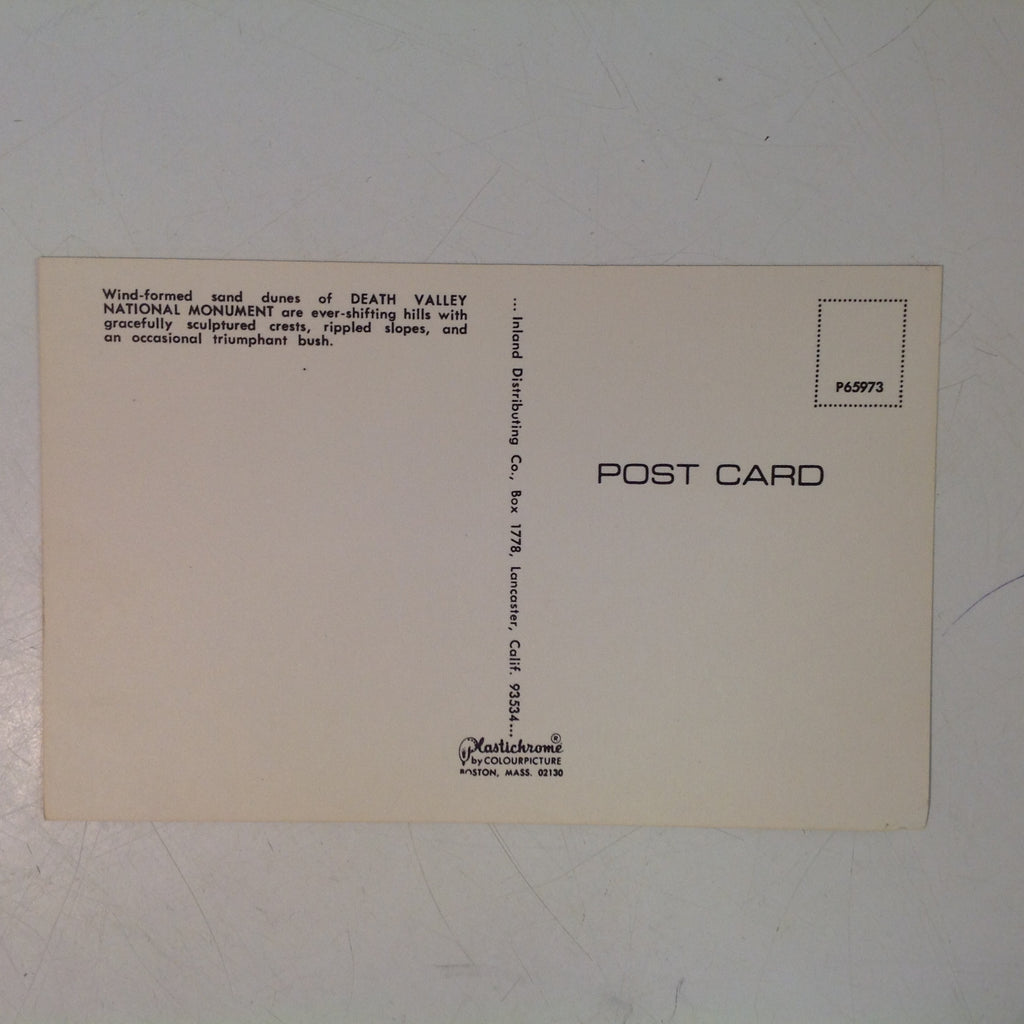 Wind-formed sand dunes of DEATH VALLEY
NATIONAL MONUMENT are ever-shifting hills with
gracefully sculptured crests, rippled slopes, and
an occasional triumphant bush.
... Inland Distributing Co., Box 1778, Lancaster, Calif. 93534...
P65973
POST CARD
Plastichrome®
by COLOURPICTURE
BOSTON, MASS. 02130